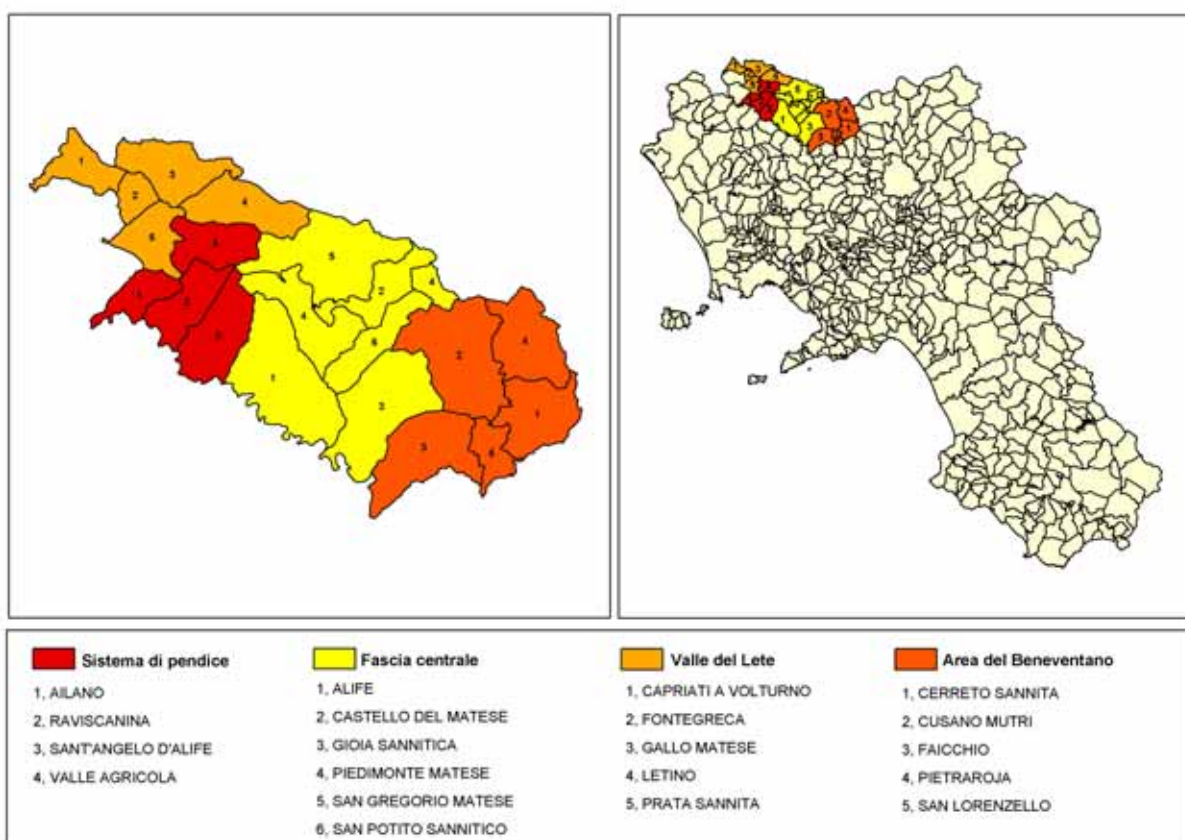 Sistema di pendice
1, AILANO
2, RAVISCANINA
3, SANT'ANGELO D'ALIFE
4, VALLE AGRICOLA
Fascia centrale
1, ALIFE
2, CASTELLO DEL MATESE
3, GIOIA SANNITICA
4, PIEDIMONTE MATESE
5, SAN GREGORIO MATESE
6, SAN POTITO SANNITICO
Valle del Lete
1, CAPRIATI A VOLTURNO
2, FONTEGRECA
3, GALLO MATESE
4, LETINO
5, PRATA SANNITA
Area del Beneventano
1, CERRETO SANNITA
2, CUSANO MUTRI
3, FAICCHIO
4, PIETRAROJA
5, SAN LORENZELLO